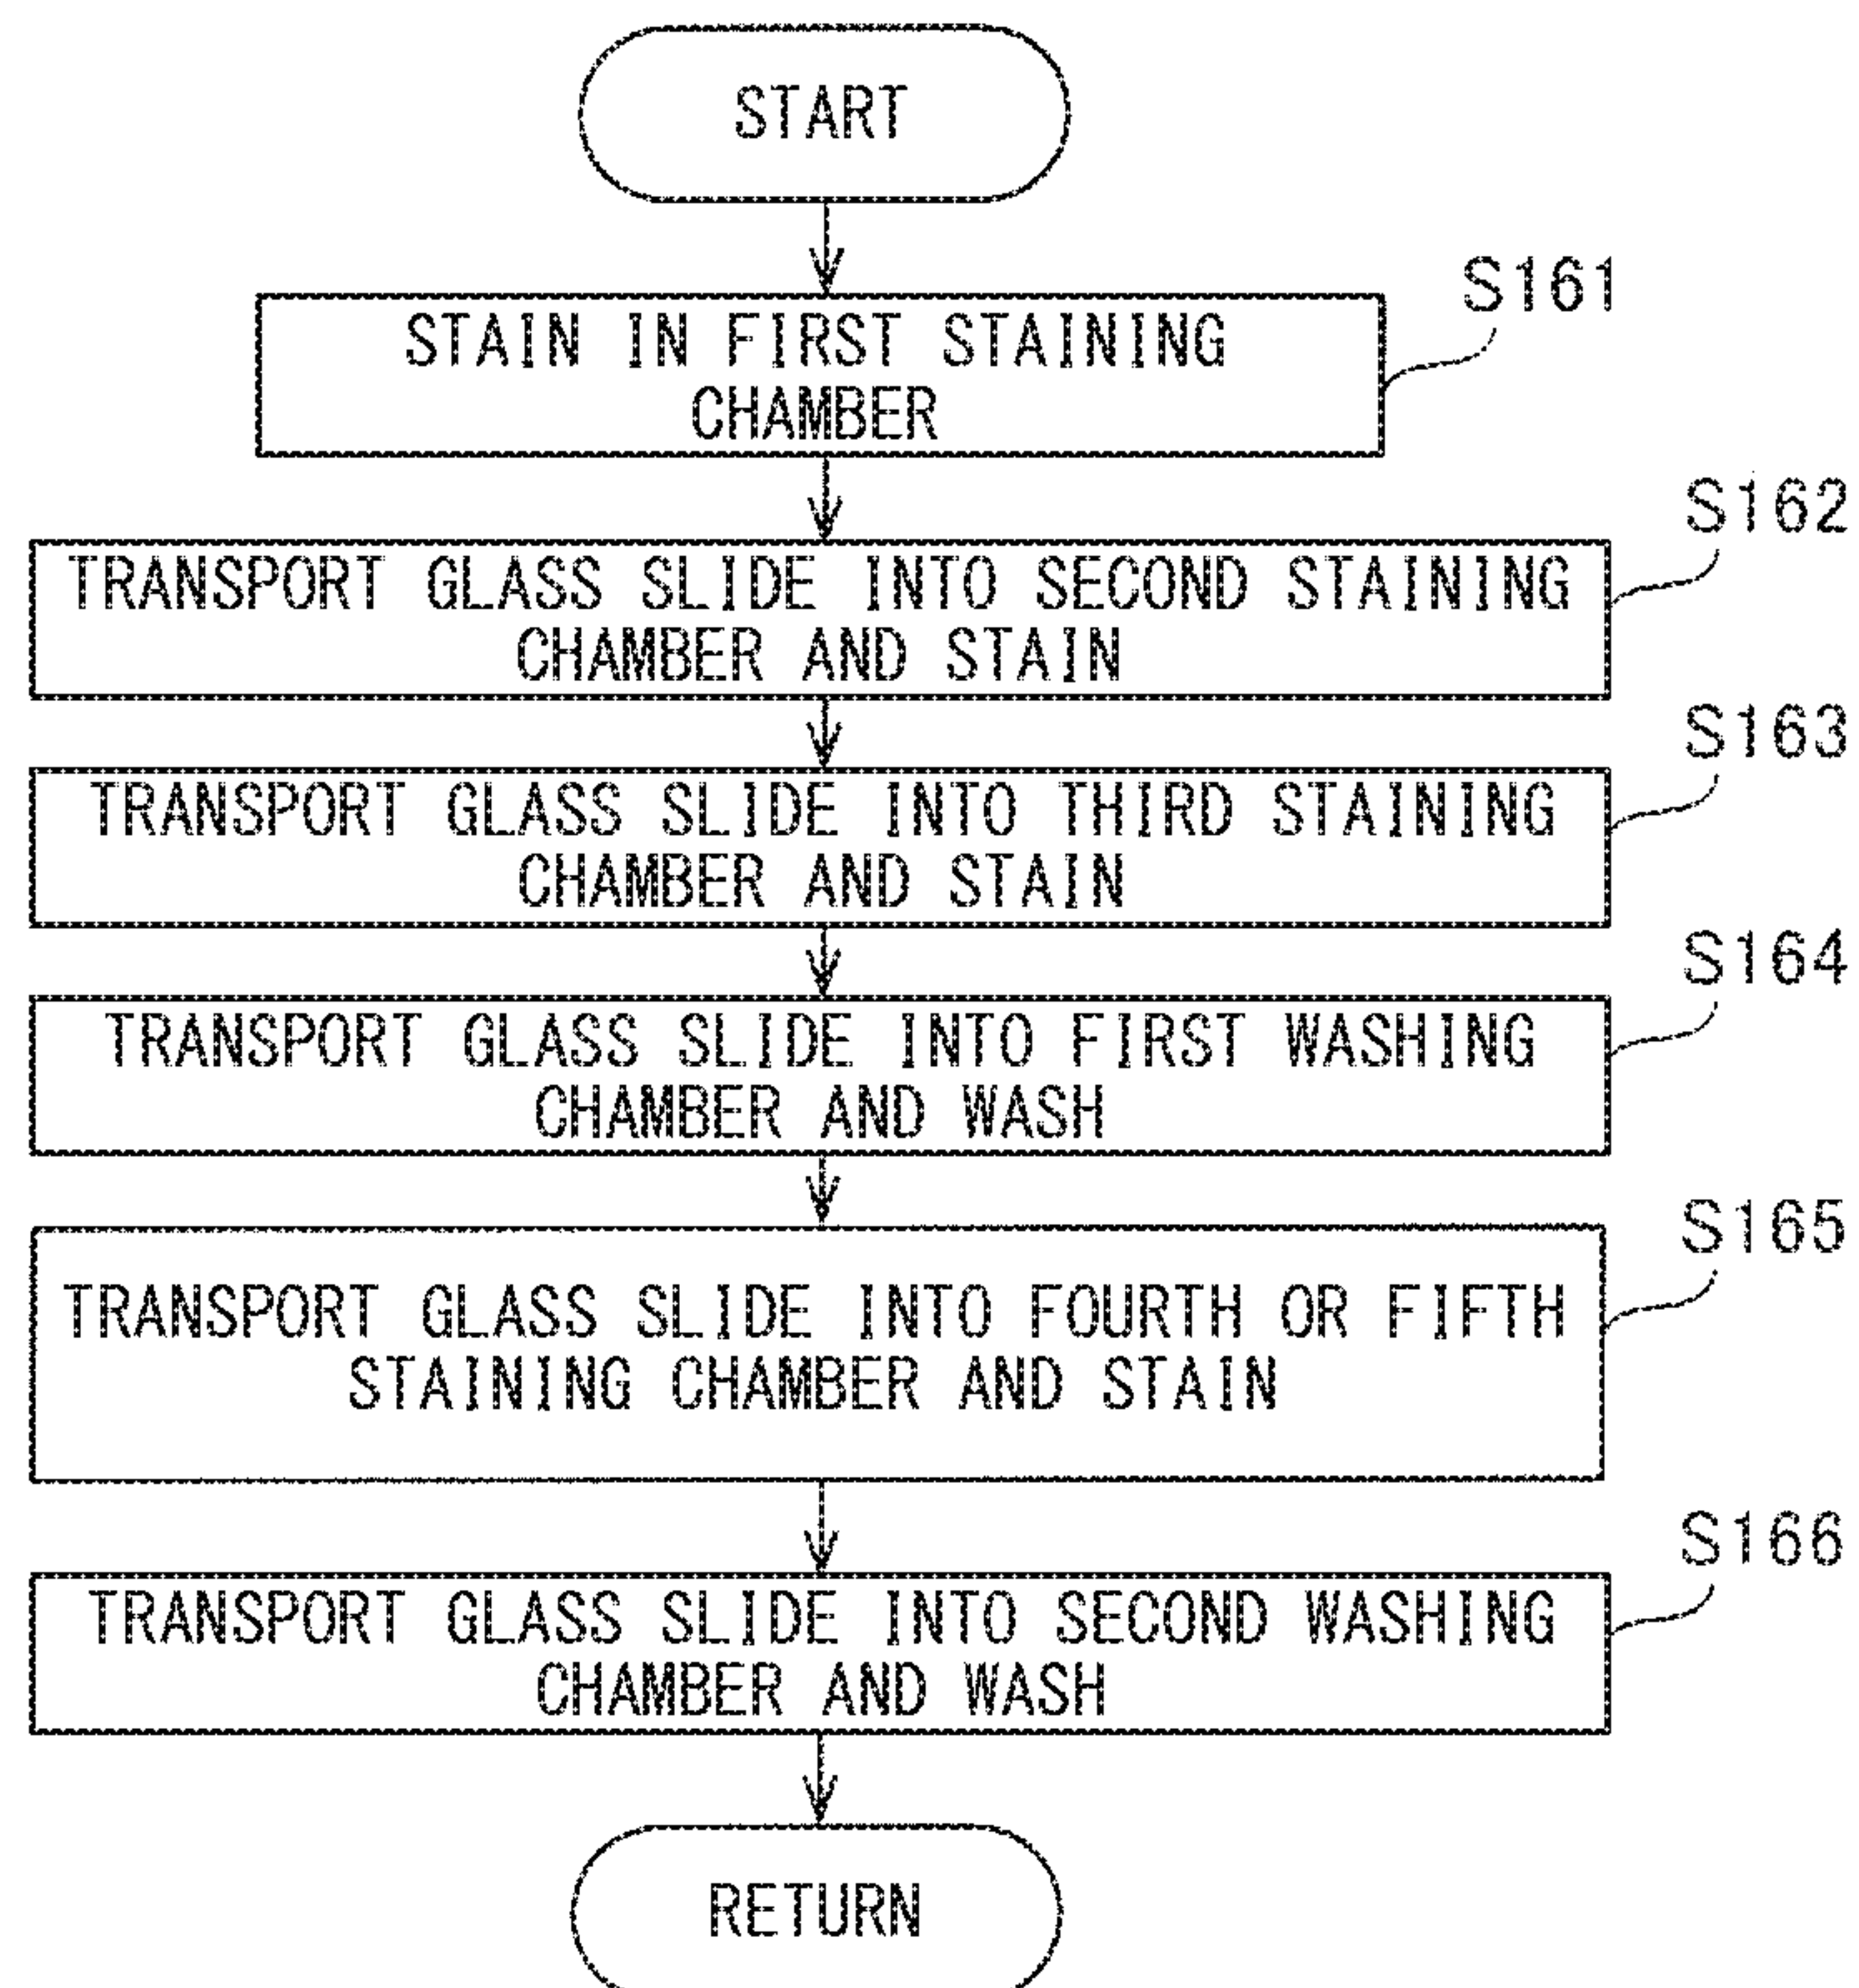 START
S161
STAIN IN FIRST STAINING
CHAMBER
S162
TRANSPORT GLASS SLIDE INTO SECOND STAINING
CHAMBER AND STAIN
S163
TRANSPORT GLASS SLIDE INTO THIRD STAINING
CHAMBER AND STAIN
S164
TRANSPORT GLASS SLIDE INTO FIRST WASHING
CHAMBER AND WASH
S165
TRANSPORT GLASS SLIDE INTO FOURTH OR FIFTH
STAINING CHAMBER AND STAIN
S166
TRANSPORT GLASS SLIDE INTO SECOND WASHING
CHAMBER AND WASH
RETURN